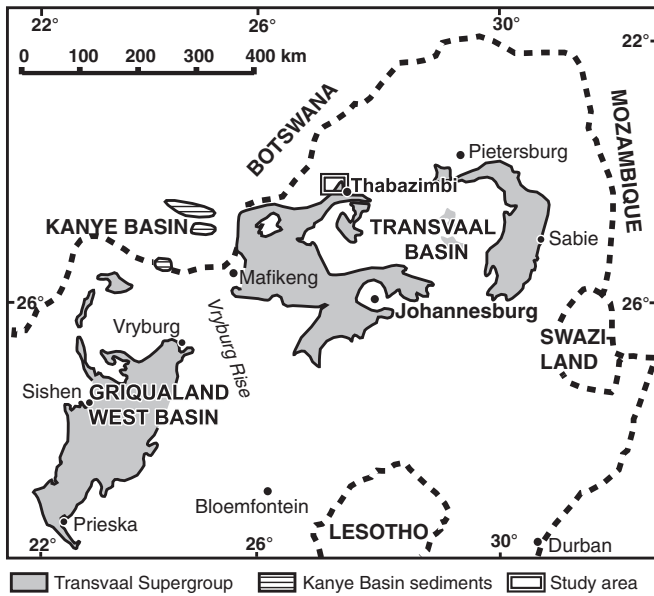 22°
26°
30°
0 100 200 300 400 km
22°
BOTSWANA
MOZAMBIQUE
Pietersburg
Thabazimbi
KANYE BASIN
TRANSVAAL
BASIN
Sabie
Mafikeng
26°
26°
Johannesburg
Vryburg
Vryburg Rise
SWAZI-
LAND
Sishen
GRIQUALAND
WEST BASIN
Bloemfontein
Prieska
LESOTHO
Durban
22°
26°
30°
Transvaal Supergroup
Kanye Basin sediments
Study area